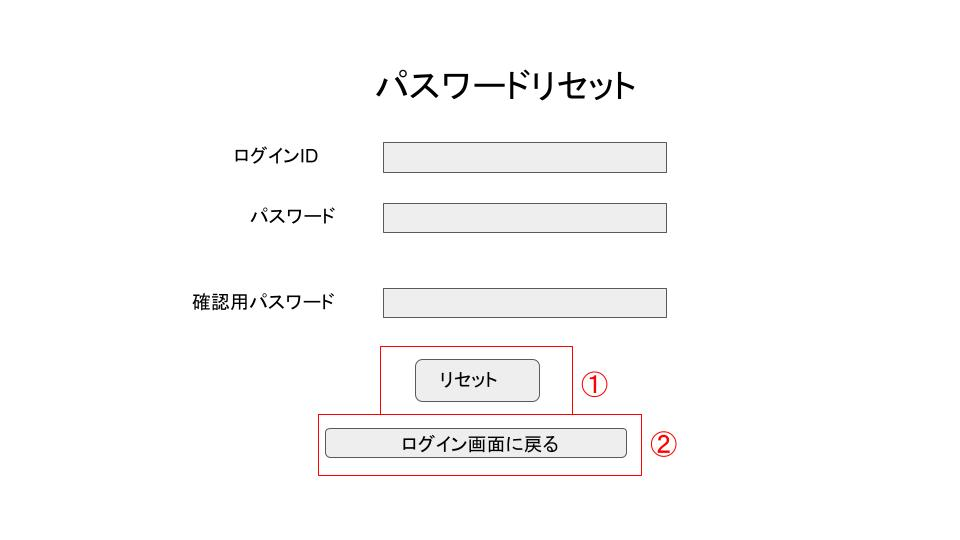 パスワードリセット
ログインID
パスワード
確認用パスワード
リセット
①
ログイン画面に戻る
②